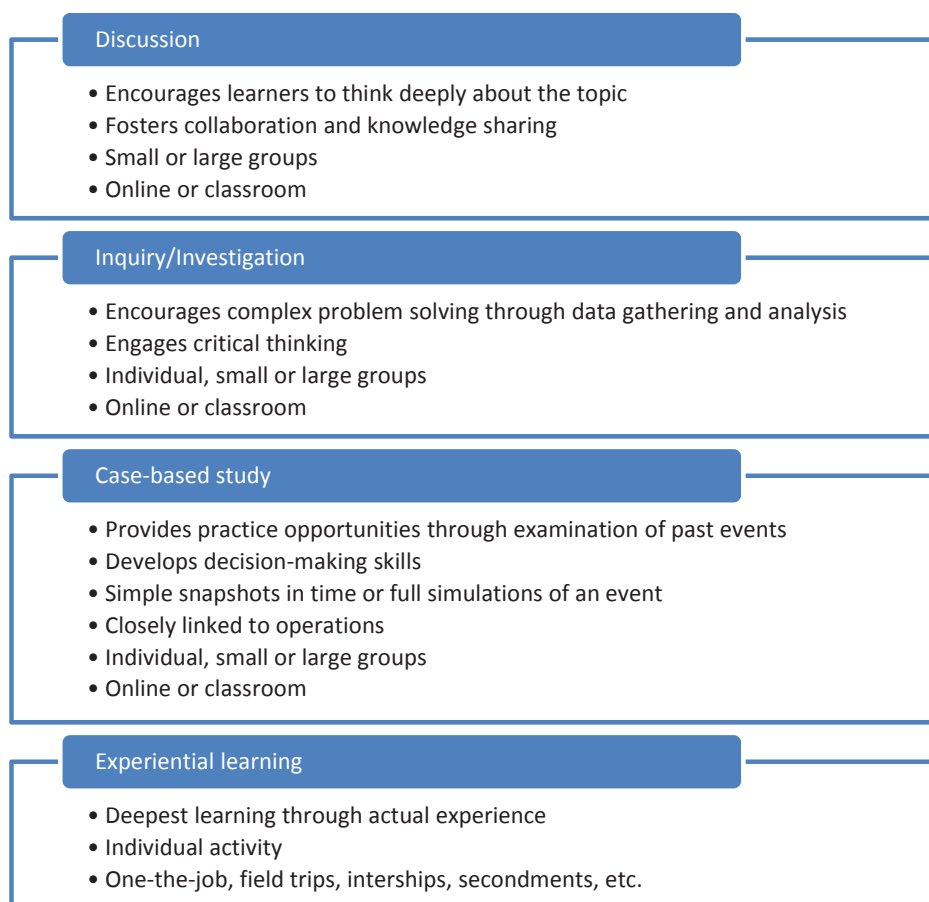 Discussion
• Encourages learners to think deeply about the topic
• Fosters collaboration and knowledge sharing
• Small or large groups
• Online or classroom
Inquiry/Investigation
• Encourages complex problem solving through data gathering and analysis
• Engages critical thinking
• Individual, small or large groups
• Online or classroom
Case-based study
• Provides practice opportunities through examination of past events
• Develops decision-making skills
• Simple snapshots in time or full simulations of an event
• Closely linked to operations
• Individual, small or large groups
• Online or classroom
Experiential learning
• Deepest learning through actual experience
• Individual activity
• One-the-job, field trips, interships, secondments, etc.